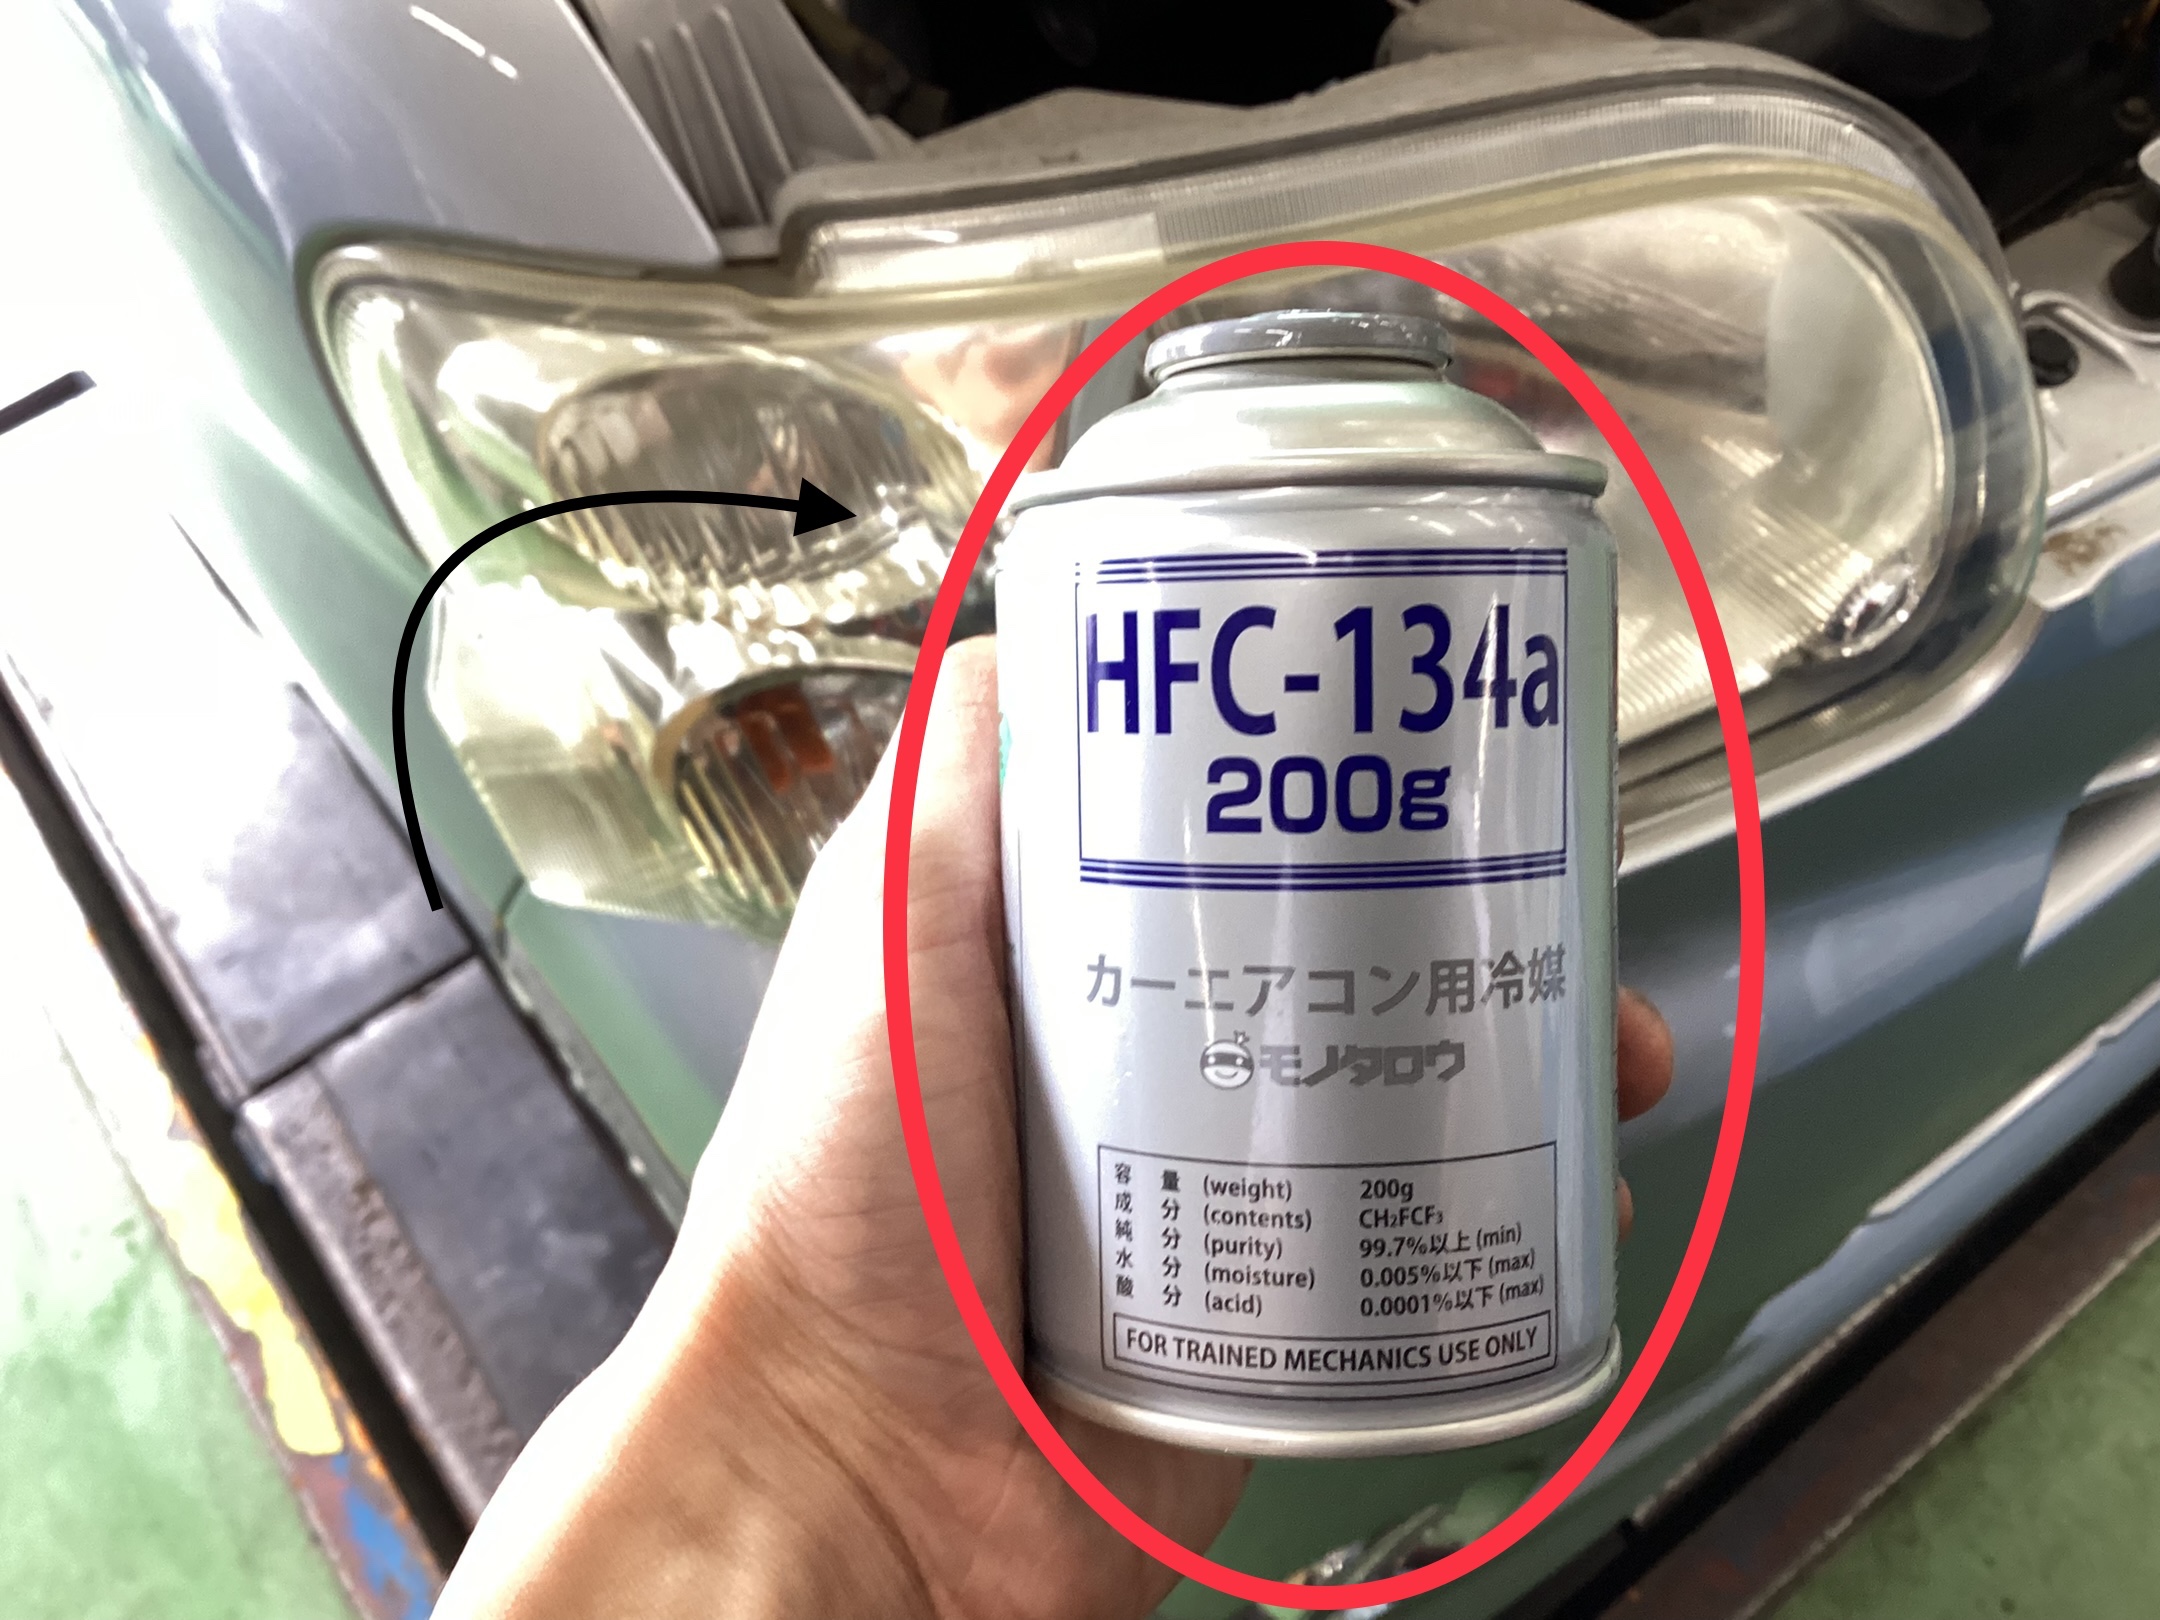 HFC-134a
200g
カーエアコン用冷媒
モノタロウ
容量 (weight) 200g
成分 (contents) CH₂FCF₃
純分 (purity) 99.7%以上 (min)
水分 (moisture) 0.005%以下 (max)
酸分 (acid) 0.0001%以下 (max)
FOR TRAINED MECHANICS USE ONLY